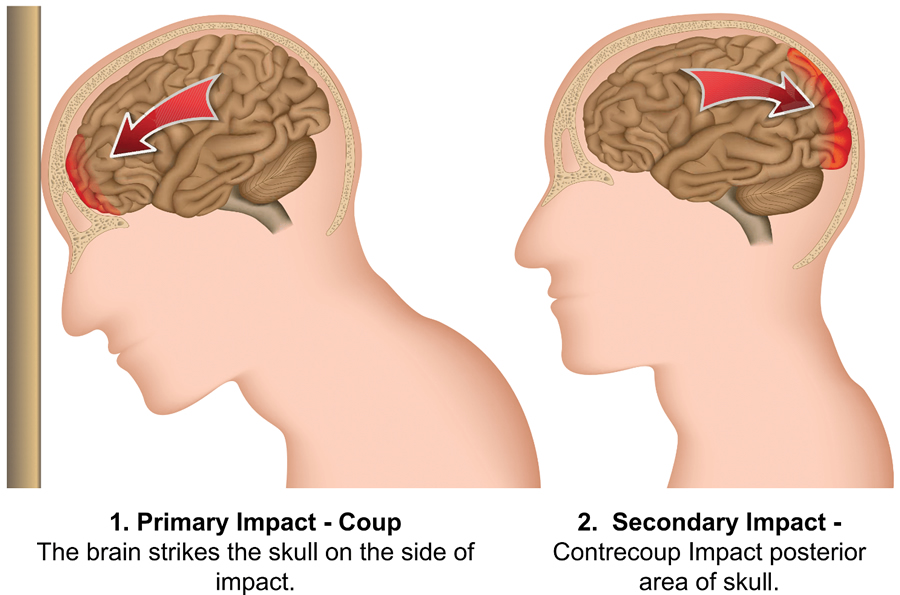 1. Primary Impact - Coup
The brain strikes the skull on the side of
impact.
2. Secondary Impact -
Contrecoup Impact posterior
area of skull.